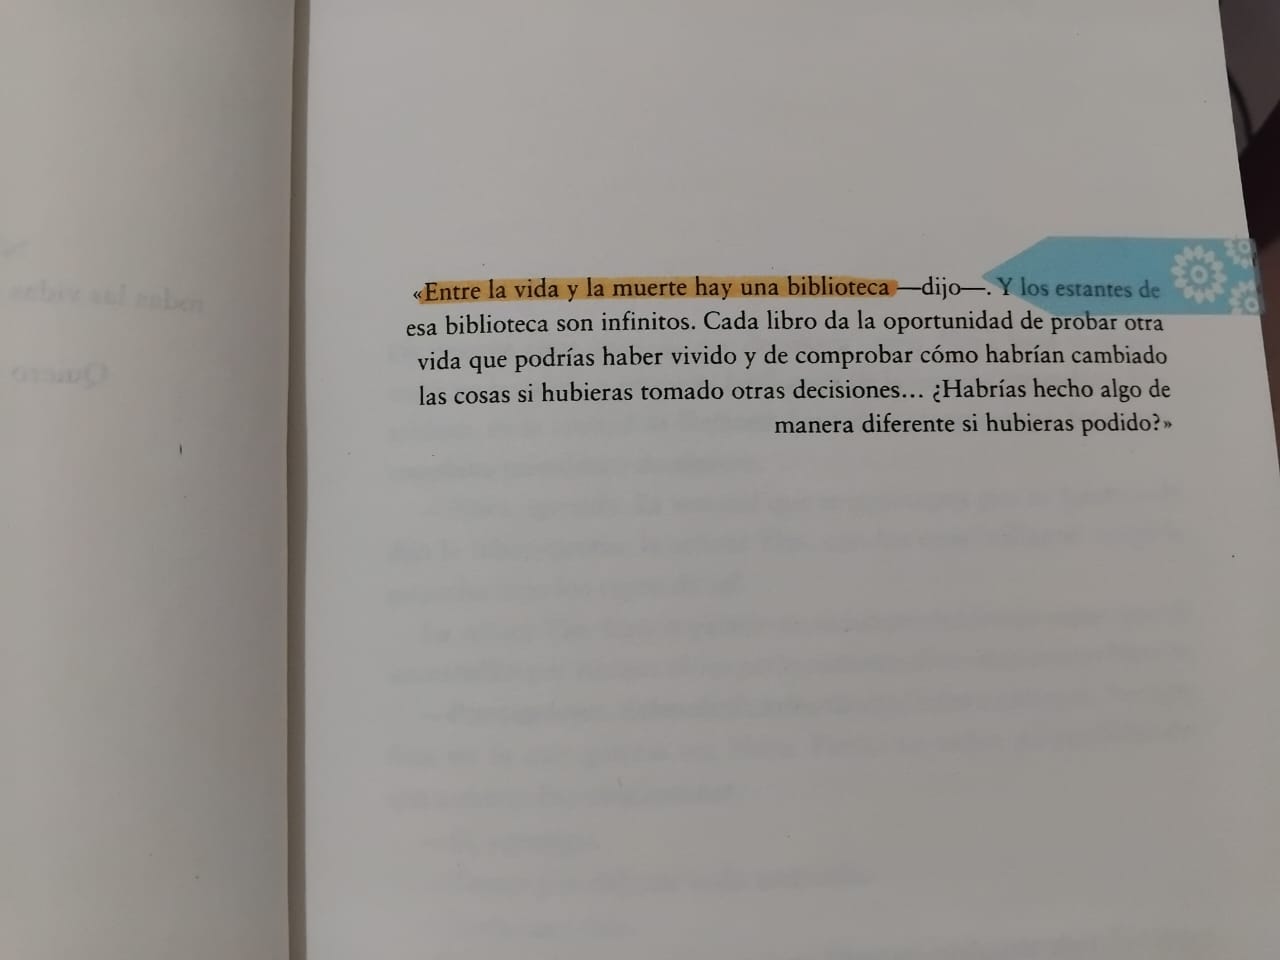 «Entre la vida y la muerte hay una biblioteca —dijo—. Y los estantes de
esa biblioteca son infinitos. Cada libro da la oportunidad de probar otra
vida que podrías haber vivido y de comprobar cómo habrían cambiado
las cosas si hubieras tomado otras decisiones... ¿Habrías hecho algo de
manera diferente si hubieras podido?»